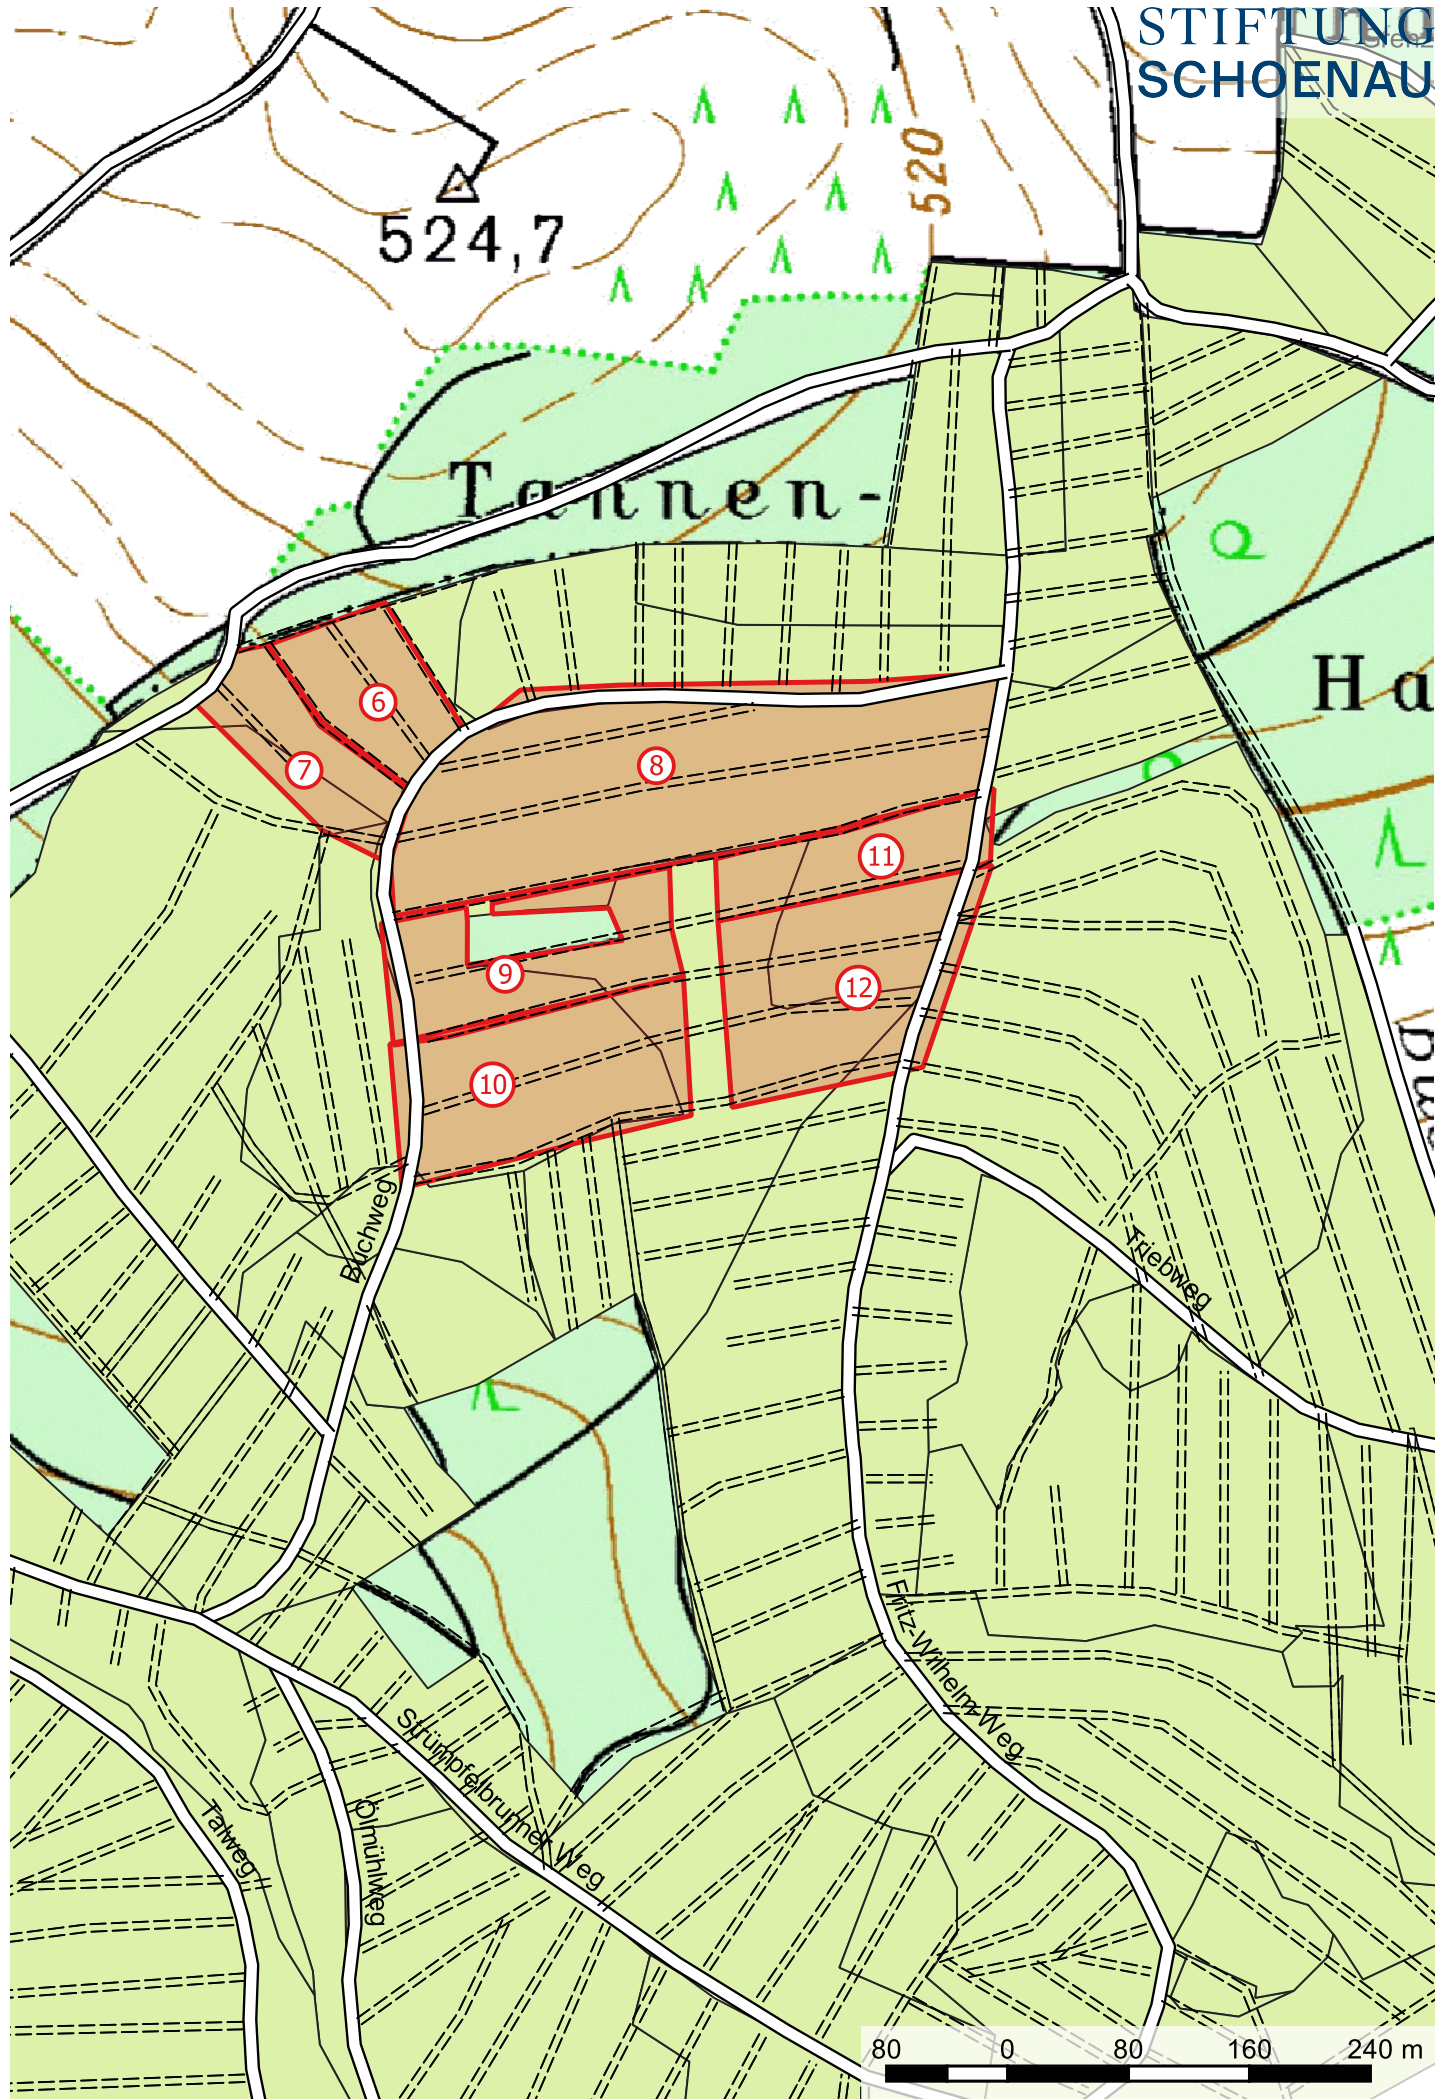 STIFTUNG
SCHOENAU
524,7
520
Tannen-
Ha
6
7
8
9
10
11
12
Buchweg
Triebweg
Fritz-Wilhelm-Weg
Strümpfelbrunner Weg
Talweg
Ölmühlweg
80 0 80 160 240 m